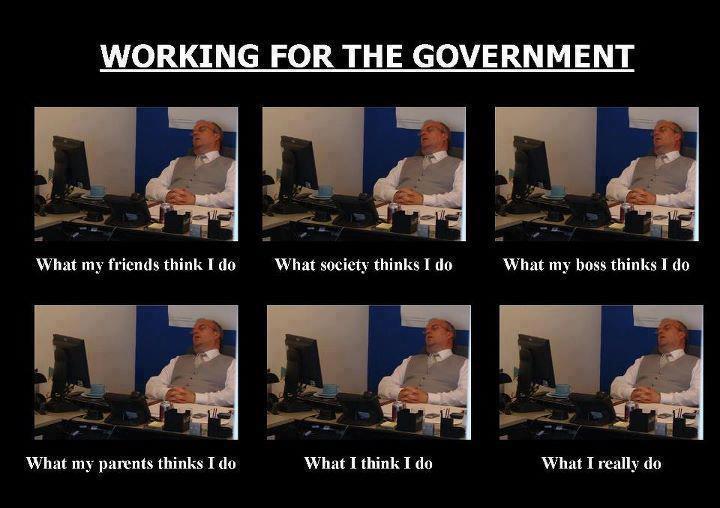 WORKING FOR THE GOVERNMENT
What my friends think I do
What society thinks I do
What my boss thinks I do
What my parents thinks I do
What I think I do
What I really do